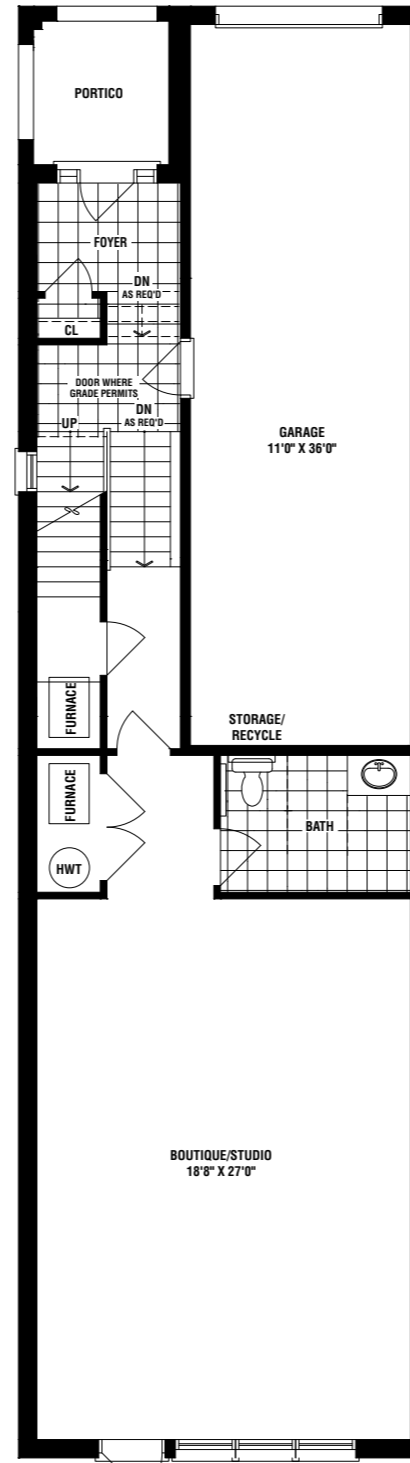 PORTICO
FOYER
DN
AS REQ'D
CL
DOOR WHERE
GRADE PERMITS
UP
DN
AS REQ'D
GARAGE
11'0" X 36'0"
FURNACE
STORAGE/
RECYCLE
FURNACE
BATH
HWT
BOUTIQUE/STUDIO
18'8" X 27'0"